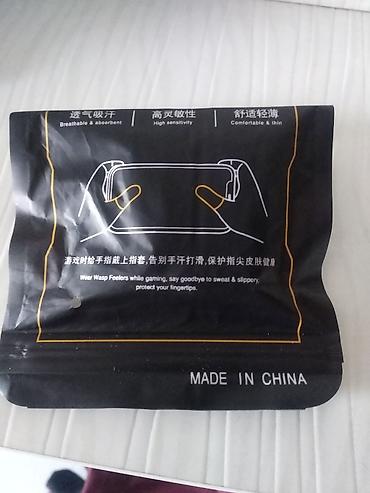 透气吸汗 高灵敏性 舒适轻薄
Breathable & absorbent High sensitivity Comfortable & thin
游戏时给手指戴上指套,告别手汗打滑,保护指尖皮肤健康
Wear Wasp Feelers while gaming, say goodbye to sweat & slippery,
protect your fingertips.
MADE IN CHINA